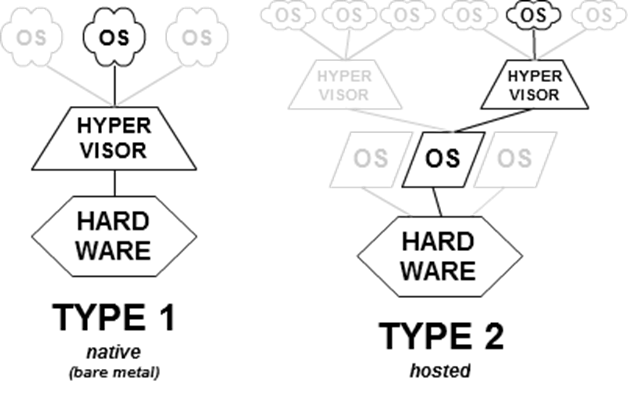 OS OS OS
HYPER
VISOR
HARD
WARE
TYPE 1
native
(bare metal)
OS OS OS OS OS OS
HYPER
VISOR
HYPER
VISOR
OS OS OS
HARD
WARE
TYPE 2
hosted